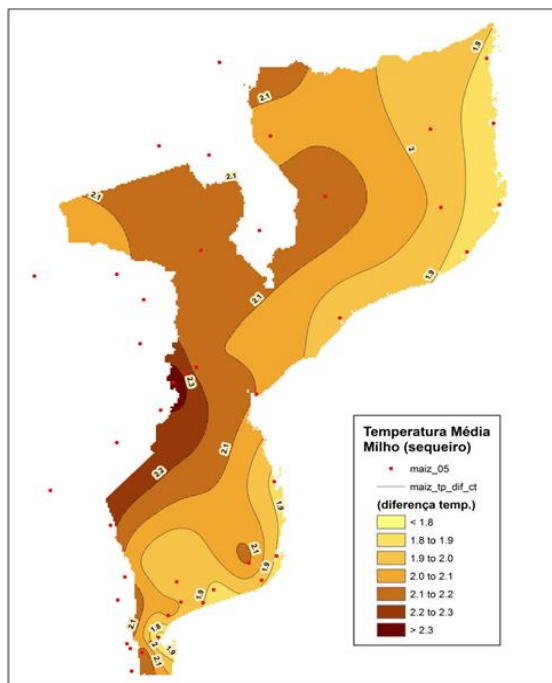 1.9
2.1
2
2.1
2.1
1.9
2.1
2.3
2.1
2.2
1.9
2.1
1.9
1.9
1.8
2.1
2
1.9
2.1
Temperatura Média
Milho (sequeiro)
maiz_05
maiz_tp_dif_ct
(diferença temp.)
< 1.8
1.8 to 1.9
1.9 to 2.0
2.0 to 2.1
2.1 to 2.2
2.2 to 2.3
> 2.3